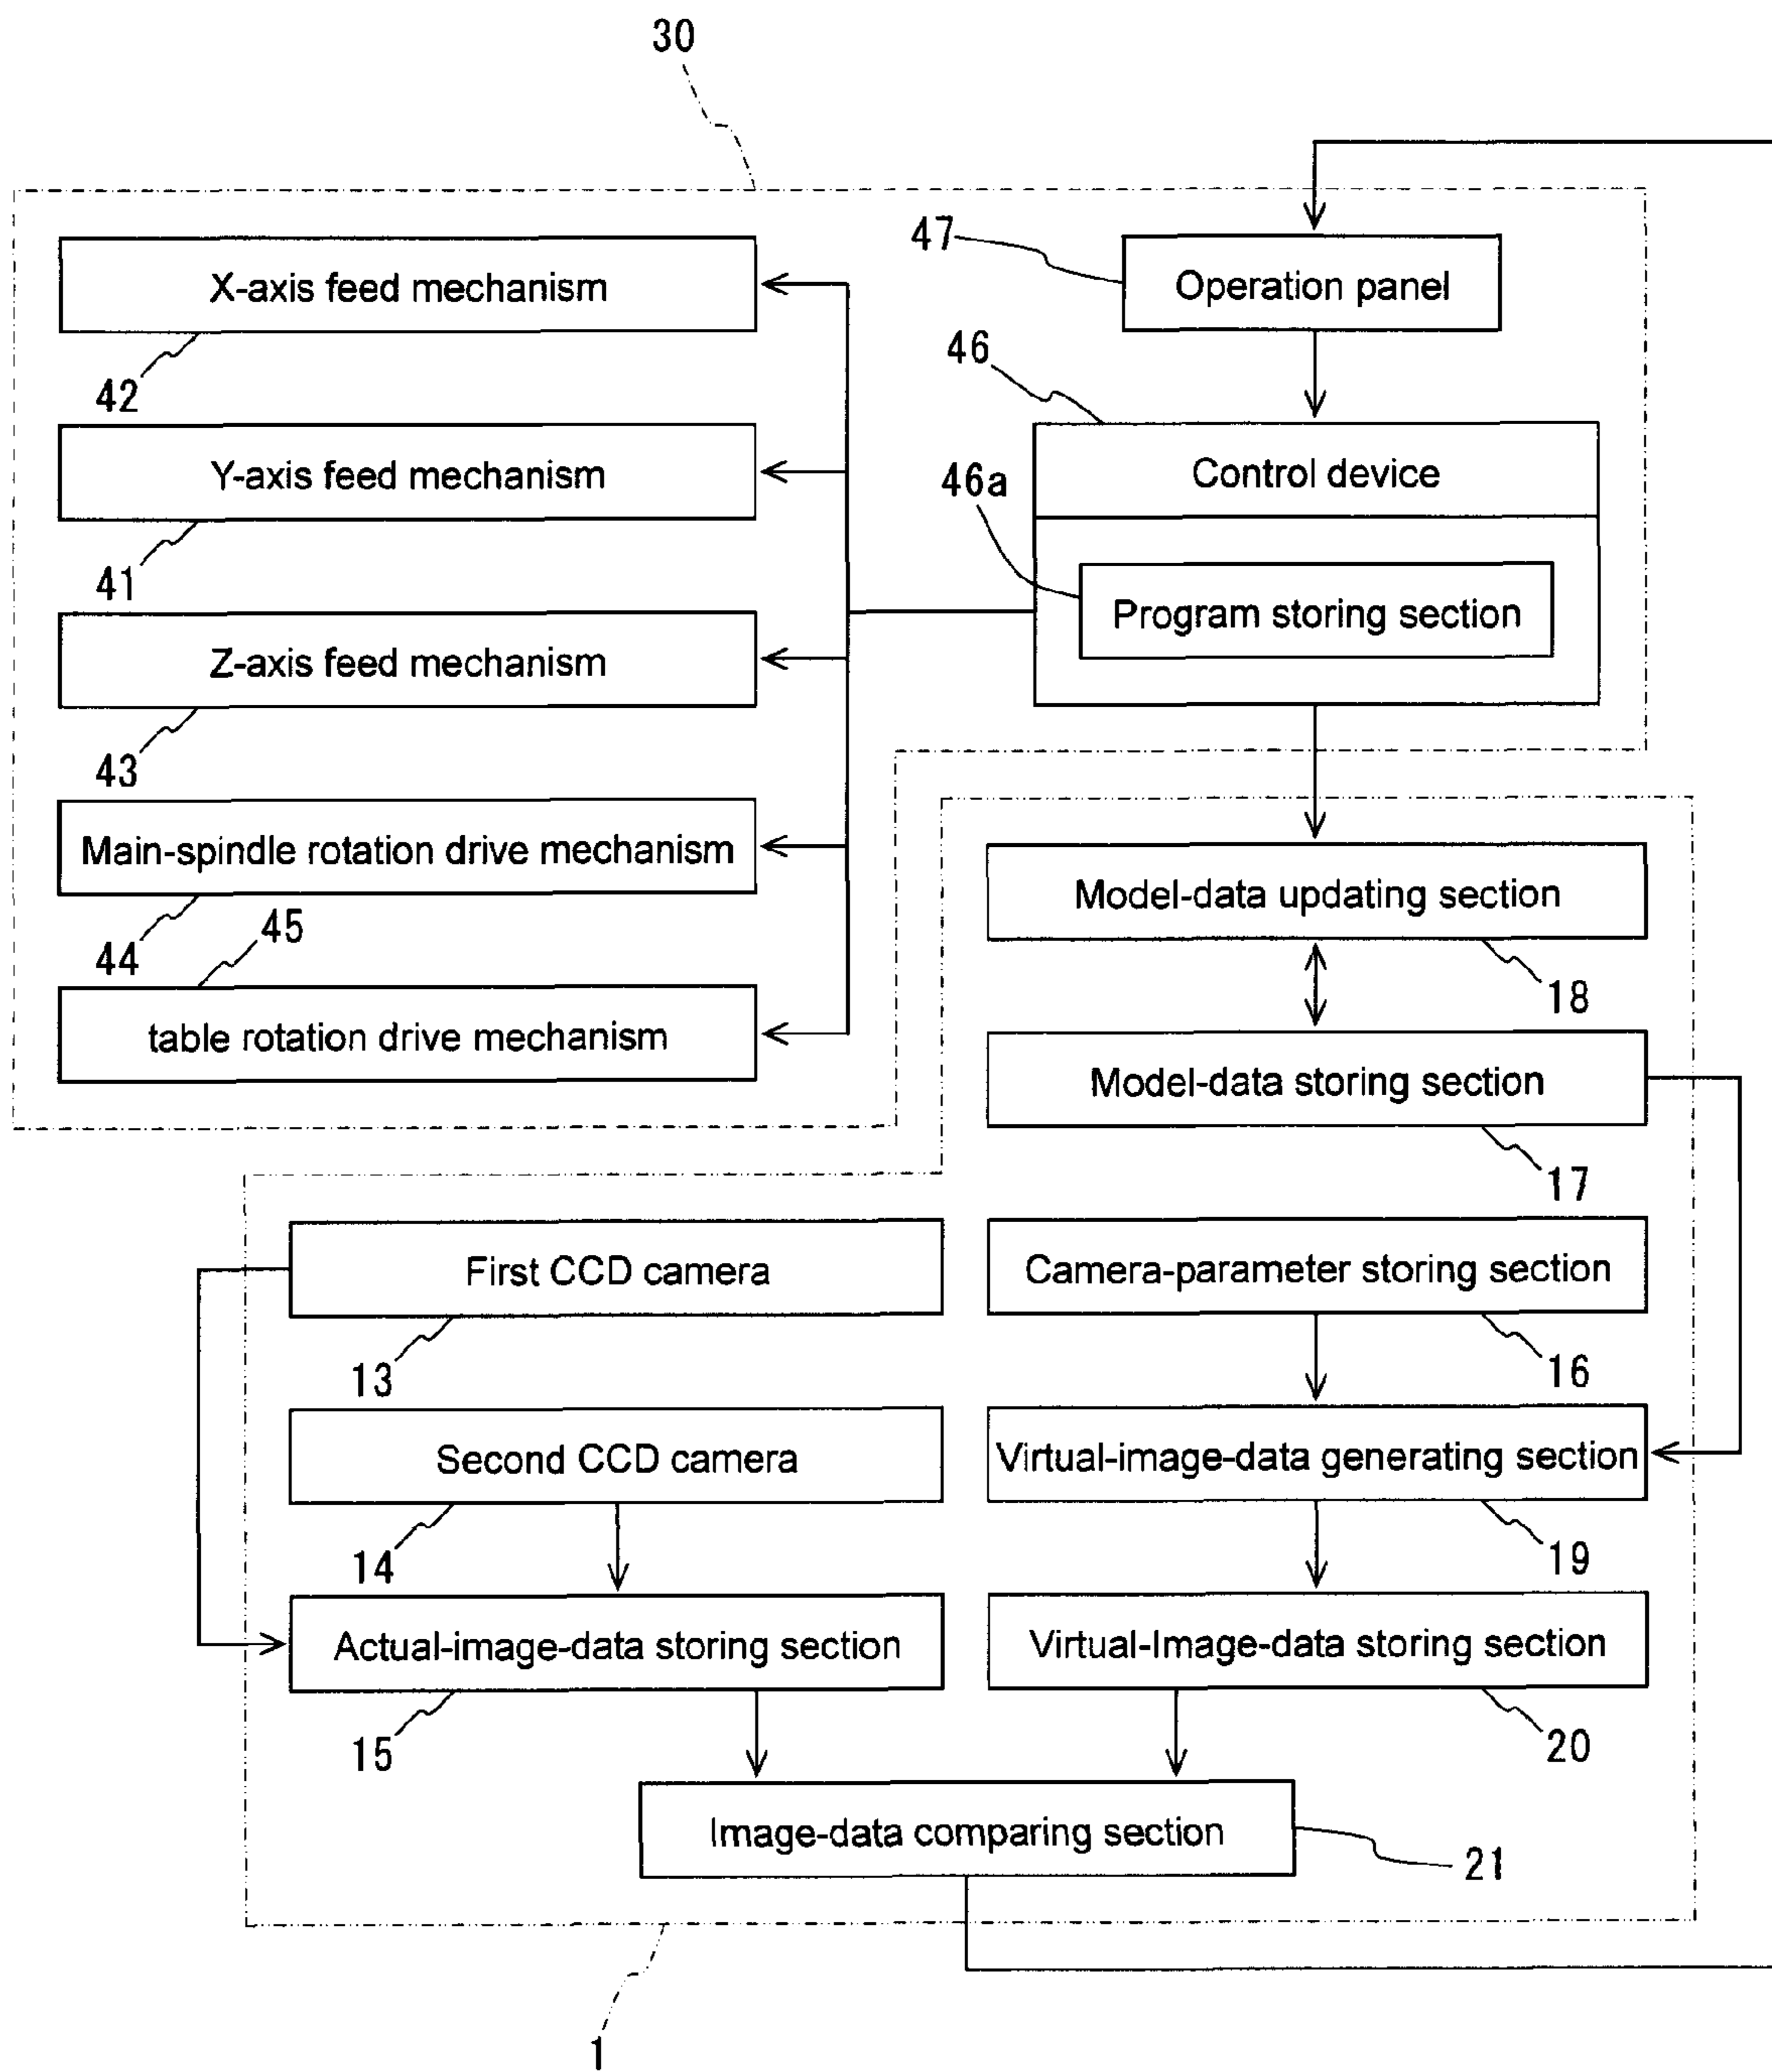 30
X-axis feed mechanism
42
Y-axis feed mechanism
41
Z-axis feed mechanism
43
Main-spindle rotation drive mechanism
44
45
table rotation drive mechanism
47
Operation panel
46
Control device
46a
Program storing section
Model-data updating section
18
Model-data storing section
17
First CCD camera
13
Camera-parameter storing section
16
Second CCD camera
14
Virtual-image-data generating section
19
Actual-image-data storing section
15
Virtual-Image-data storing section
20
Image-data comparing section
21
1